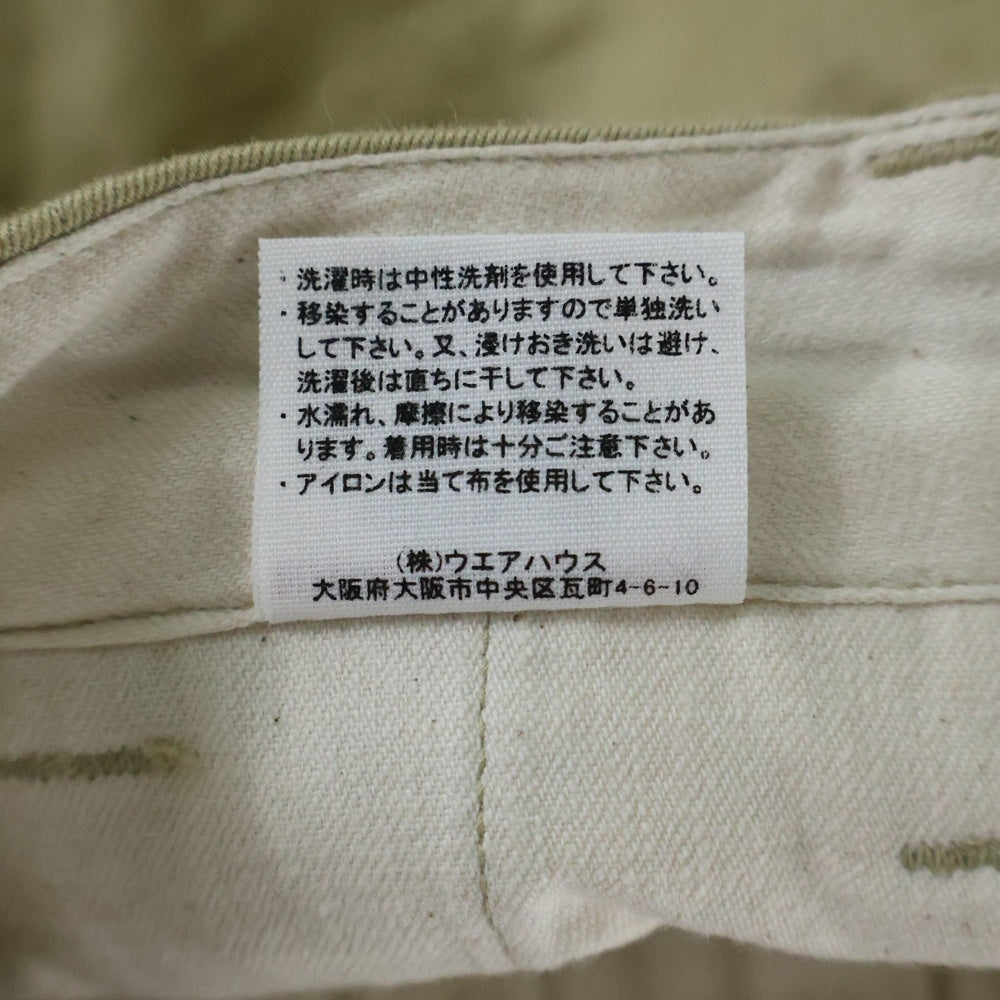 ・洗濯時は中性洗剤を使用して下さい。
・移染することがありますので単独洗い
して下さい。又、浸けおき洗いは避け、
洗濯後は直ちに干して下さい。
・水濡れ、摩擦により移染することがあ
ります。着用時は十分ご注意下さい。
・アイロンは当て布を使用して下さい。
(株)ウエアハウス
大阪府大阪市中央区瓦町4-6-10